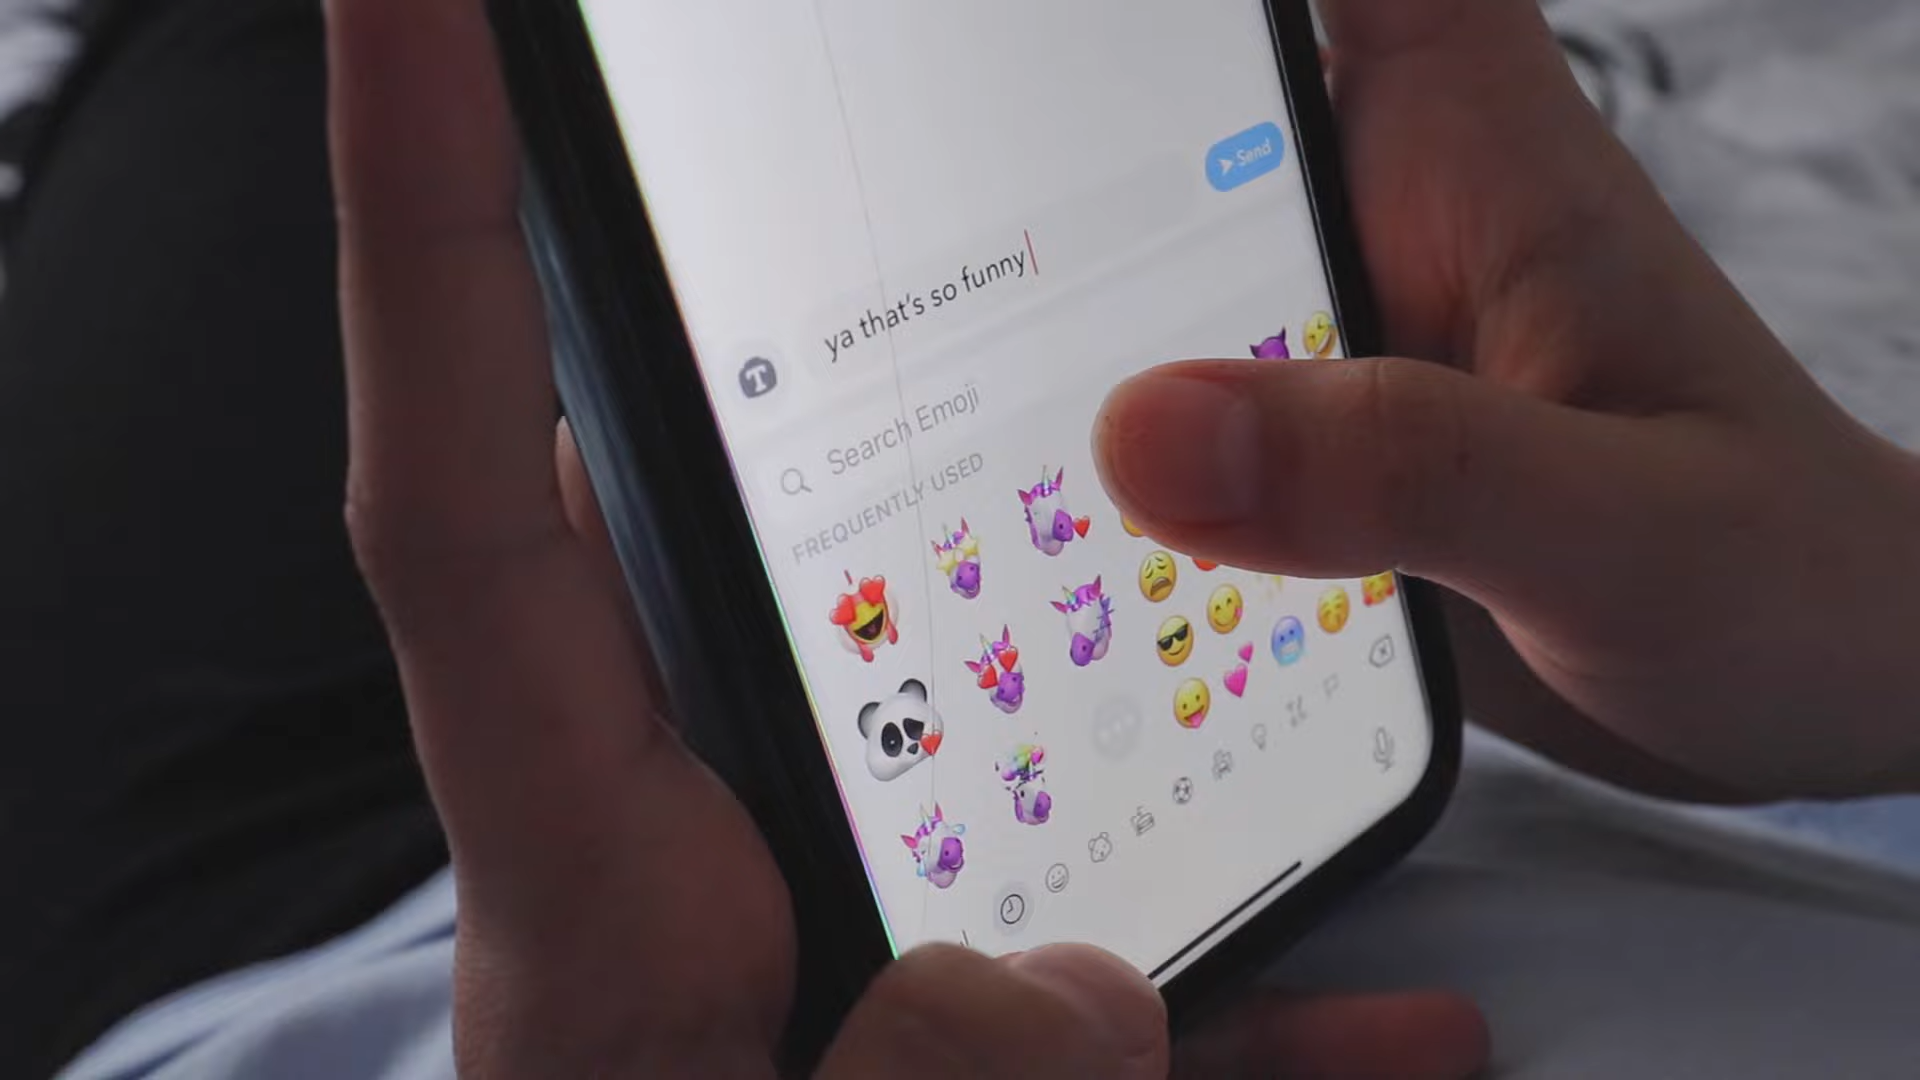 Send
ya that's so funny
T
Search Emoji
FREQUENTLY USED